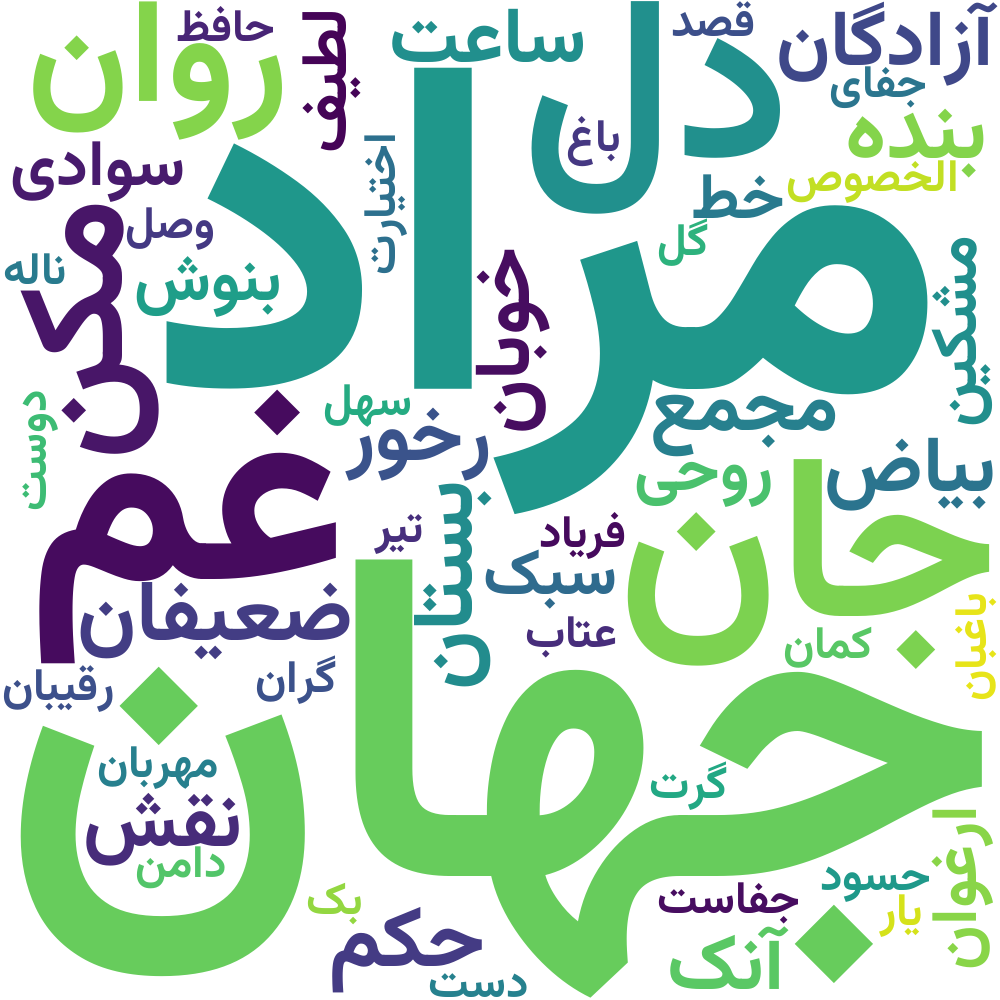 حافظ
روان
لطیف
ساعت
دل
قصد
آزادگان
جفای
بنده
الخصوص
باغ
سوادی
اختیارت
مراد
خط
گل
وصل
ناله
بنوش
مکن
خوبان
مشکین
دوست
سهل
رخور
مجمع
غم
بستان
روحی
بیاض
تیر
فریاد
سبک
جان
ضعیفان
عتاب
کمان
باغبان
رقیبان
گران
جهان
مهربان
نقش
دامن
گرت
ارغوان
حسود
بک
جفاست
یار
حکم
آنک
دست